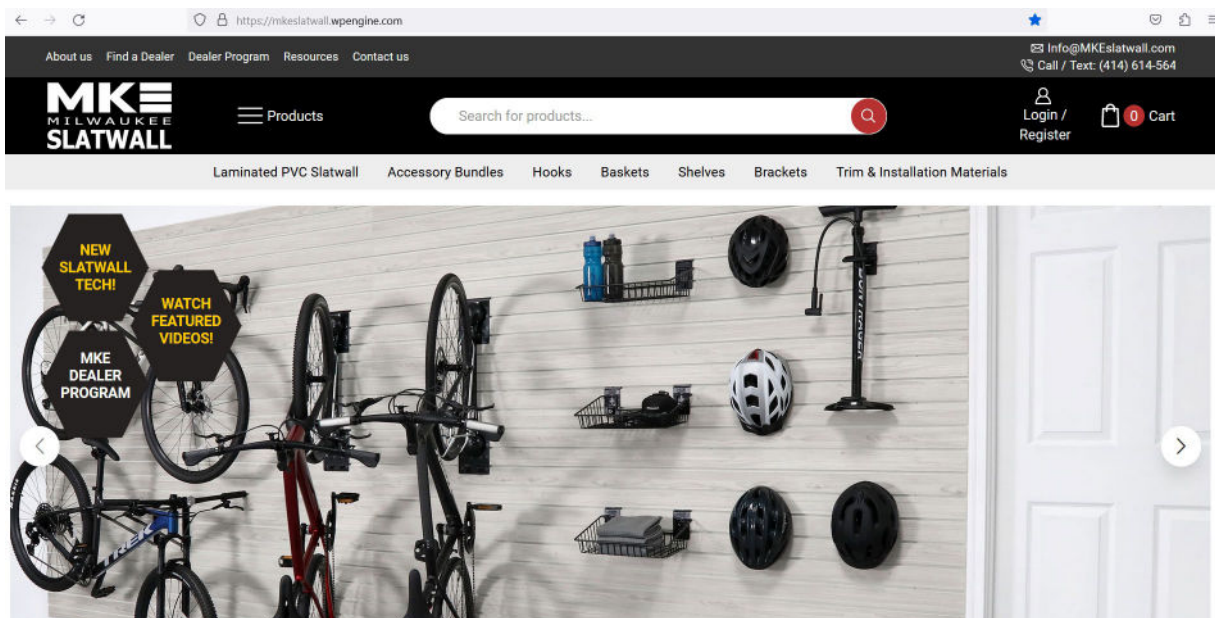 https://mkeslatwall.wpengine.com
About us Find a Dealer Dealer Program Resources Contact us
Info@MKEslatwall.com
Call / Text: (414) 614-564
MKE
MILWAUKEE
SLATWALL
Products
Search for products...
Login /
Register
0 Cart
Laminated PVC Slatwall Accessory Bundles Hooks Baskets Shelves Brackets Trim & Installation Materials
NEW
SLATWALL
TECH!
WATCH
FEATURED
VIDEOS!
MKE
DEALER
PROGRAM
BONTRAGER
TREK